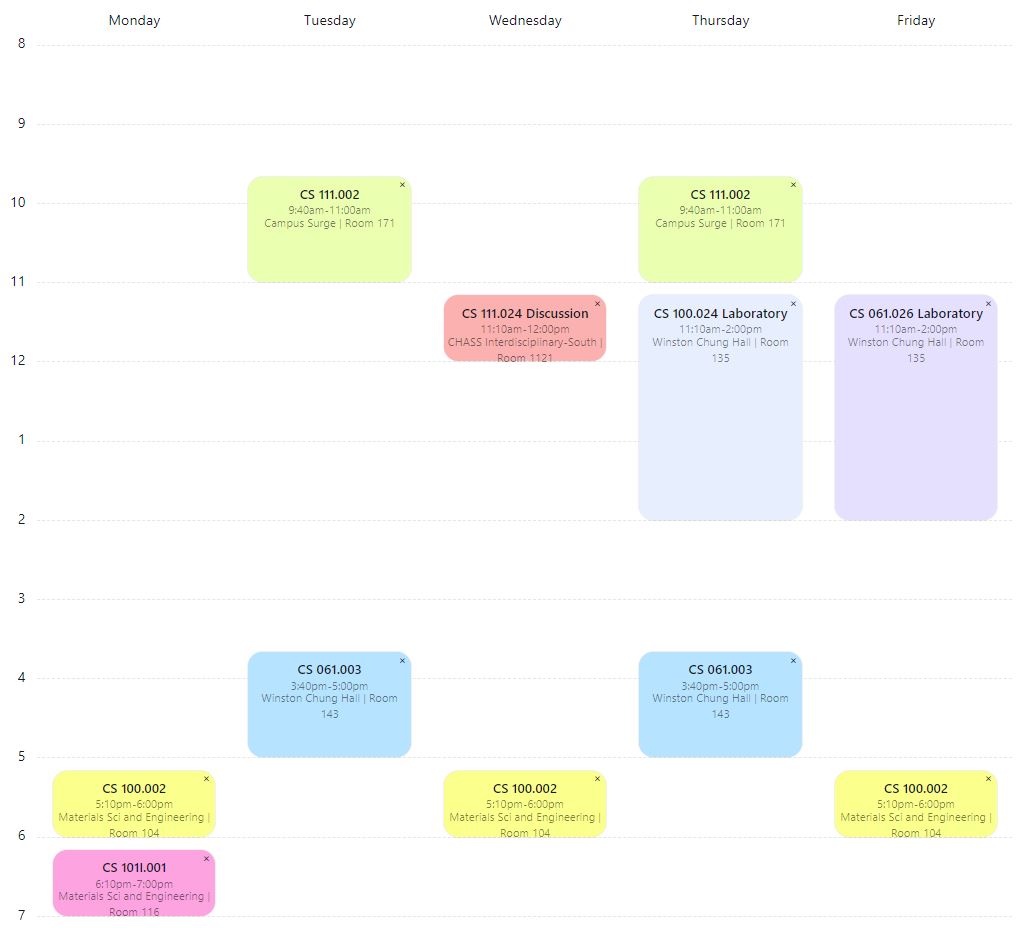 Monday Tuesday Wednesday Thursday Friday
8
9
× ×
CS 111.002 CS 111.002
10
9:40am-11:00am 9:40am-11:00am
Campus Surge | Room 171 Campus Surge | Room 171
11
× × ×
CS 111.024 Discussion CS 100.024 Laboratory CS 061.026 Laboratory
11:10am-12:00pm 11:10am-2:00pm 11:10am-2:00pm
CHASS Interdisciplinary-South | Winston Chung Hall | Room Winston Chung Hall | Room
12
Room 1121 135 135
1
2
3
× ×
CS 061.003 CS 061.003
4
3:40pm-5:00pm 3:40pm-5:00pm
Winston Chung Hall | Room Winston Chung Hall | Room
143 143
5
× × ×
CS 100.002 CS 100.002 CS 100.002
5:10pm-6:00pm 5:10pm-6:00pm 5:10pm-6:00pm
Materials Sci and Engineering | Materials Sci and Engineering | Materials Sci and Engineering |
6
Room 104 Room 104 Room 104
×
CS 101I.001
6:10pm-7:00pm
Materials Sci and Engineering |
Room 116
7